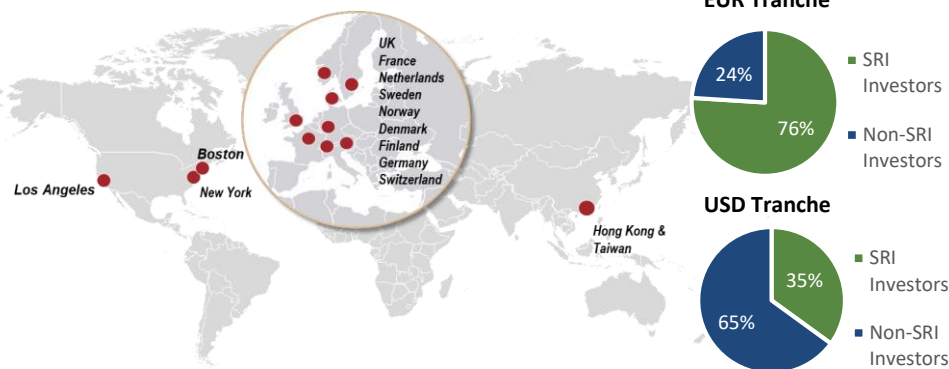 UK
France
Netherlands
Sweden
Norway
Denmark
Finland
Germany
Switzerland
Boston
Los Angeles
New York
Hong Kong &
Taiwan
EUR Tranche
24%
76%
SRI
Investors
Non-SRI
Investors
USD Tranche
35%
65%
SRI
Investors
Non-SRI
Investors